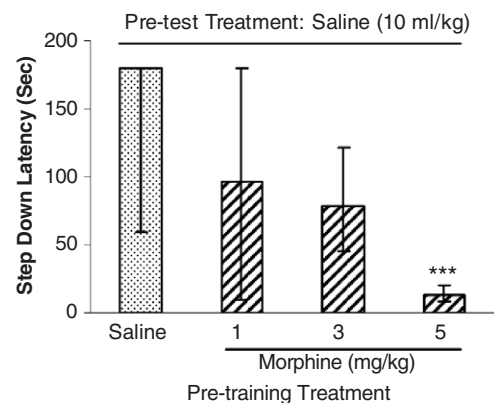 Pre-test Treatment: Saline (10 ml/kg)
Step Down Latency (Sec)
200
150
100
50
0
***
Saline 1 3 5
Morphine (mg/kg)
Pre-training Treatment